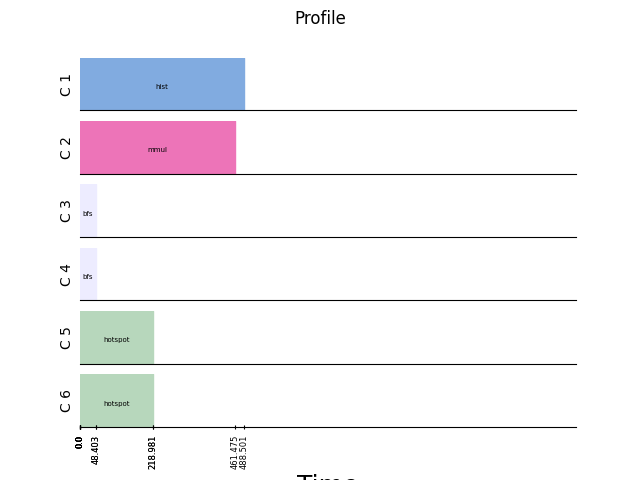 Profile
C 1
hist
C 2
mmul
C 3
bfs
C 4
bfs
C 5
hotspot
C 6
hotspot
0.0
48.403
218.981
461.475
488.501
Time